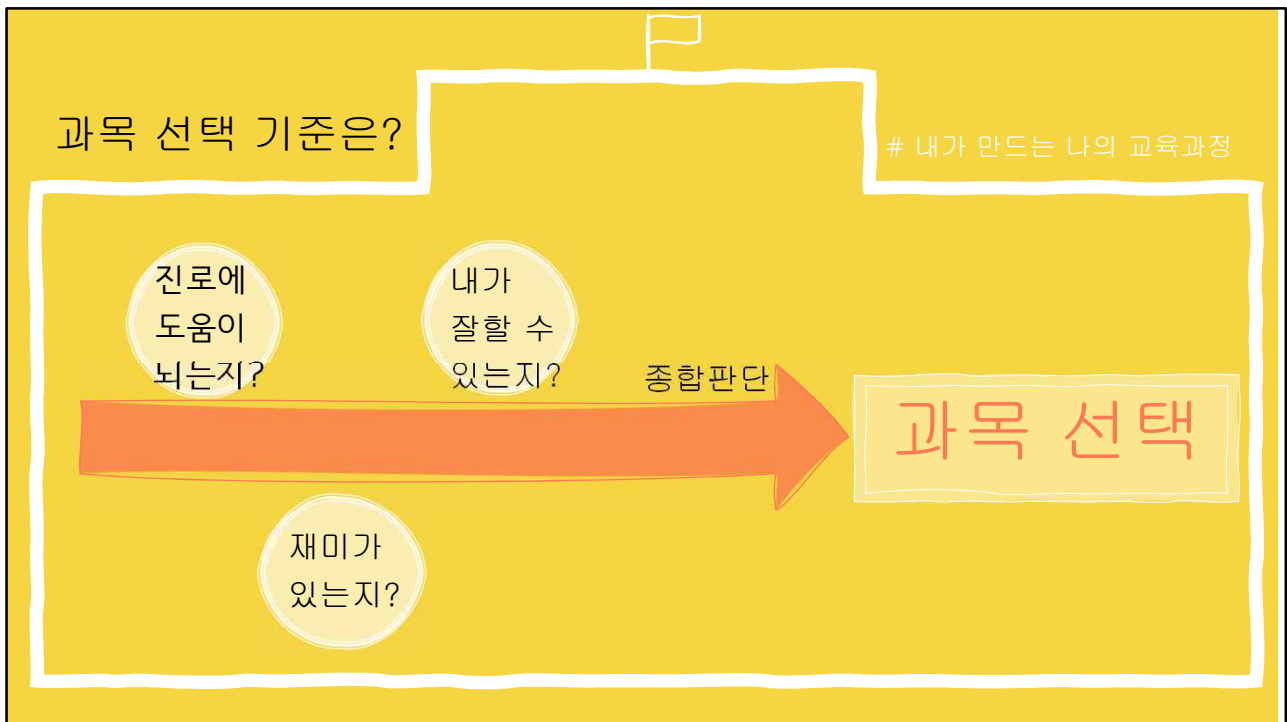 과목 선택 기준은?
# 내가 만드는 나의 교육과정
진로에
도움이
되는지?
내가
잘할 수
있는지?
종합판단
과목 선택
재미가
있는지?